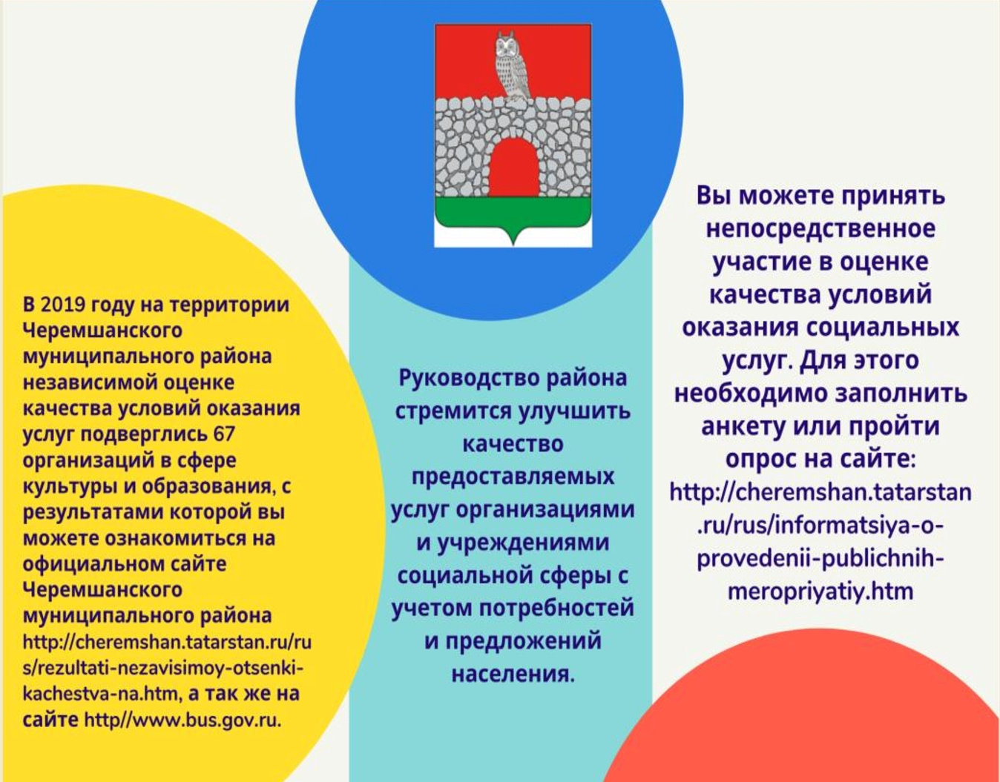 В 2019 году на территории
Черемшанского
муниципального района
независимой оценке
качества условий оказания
услуг подверглись 67
организаций в сфере
культуры и образования, с
результатами которой вы
можете ознакомиться на
официальном сайте
Черемшанского
муниципального района
http://cheremshan.tatarstan.ru/ru
s/rezultati-nezavisimoy-otsenki-
kachestva-na.htm, а так же на
сайте http//www.bus.gov.ru.
Руководство района
стремится улучшить
качество
предоставляемых
услуг организациями
и учреждениями
социальной сферы с
учетом потребностей
и предложений
населения.
Вы можете принять
непосредственное
участие в оценке
качества условий
оказания социальных
услуг. Для этого
необходимо заполнить
анкету или пройти
опрос на сайте:
http://cheremshan.tatarstan
.ru/rus/informatsiya-o-
provedenii-publichnih-
meropriyatiy.htm